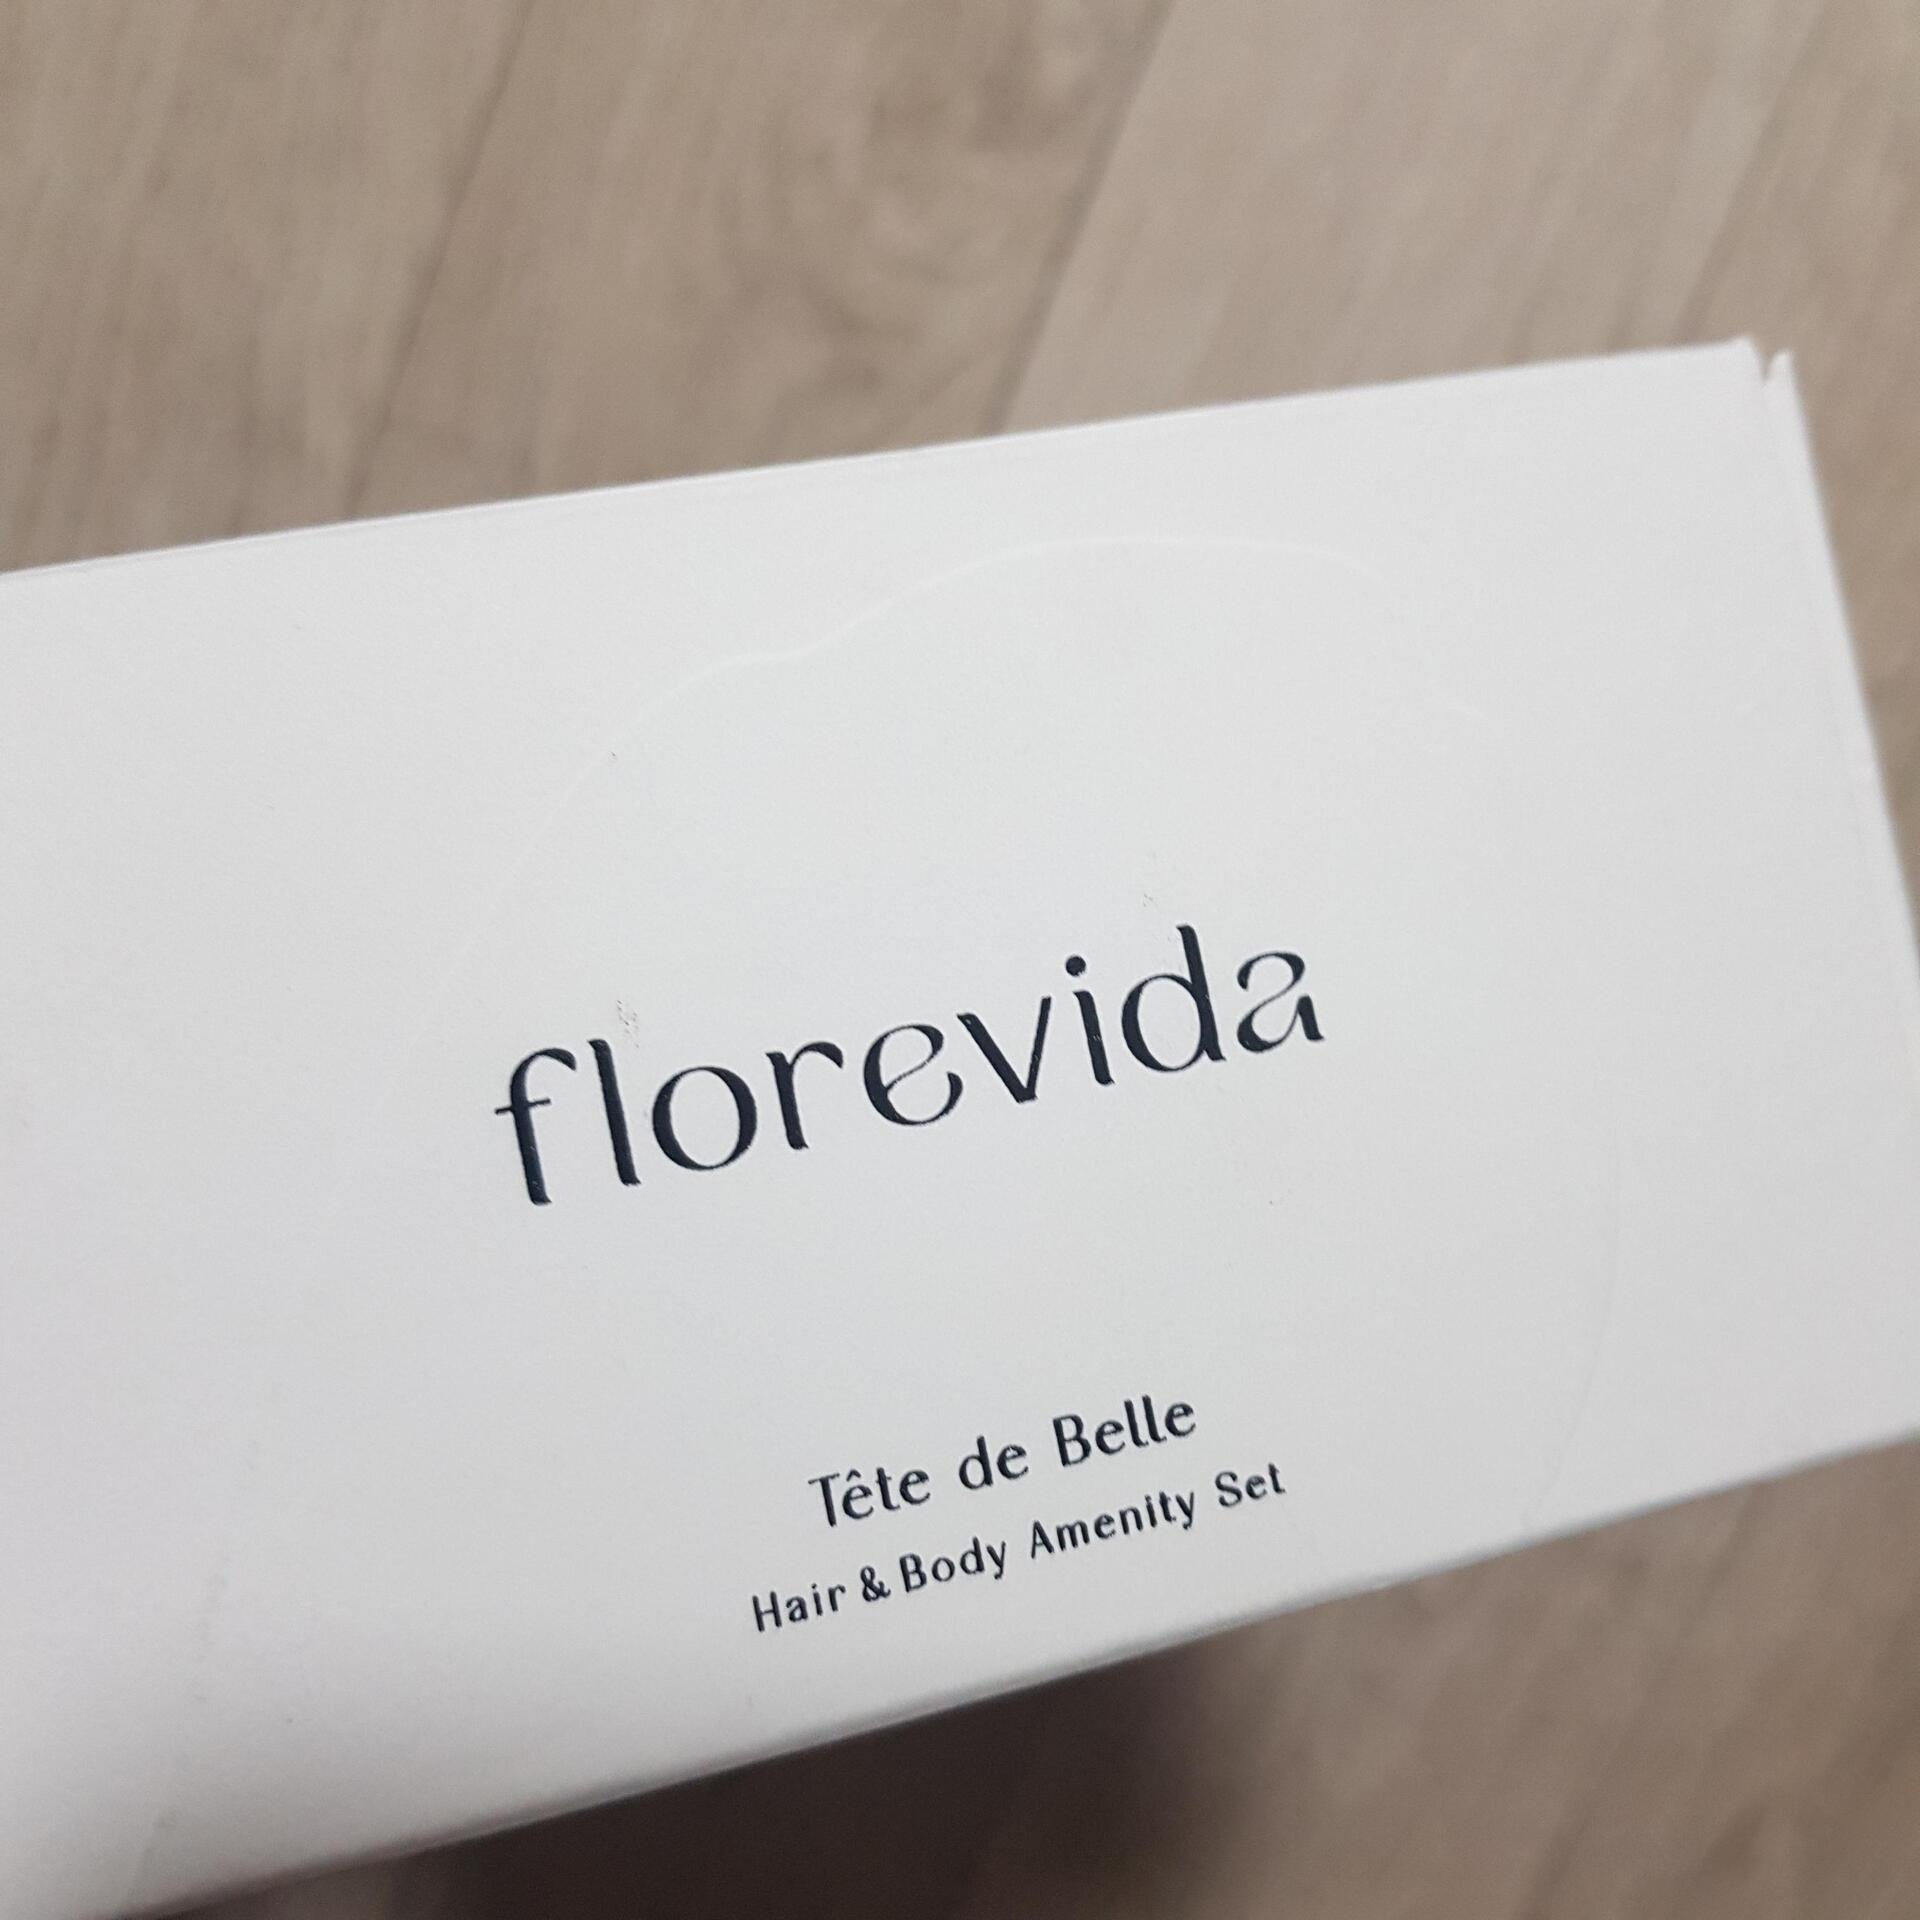 florevida
Tête de Belle
Hair & Body Amenity Set